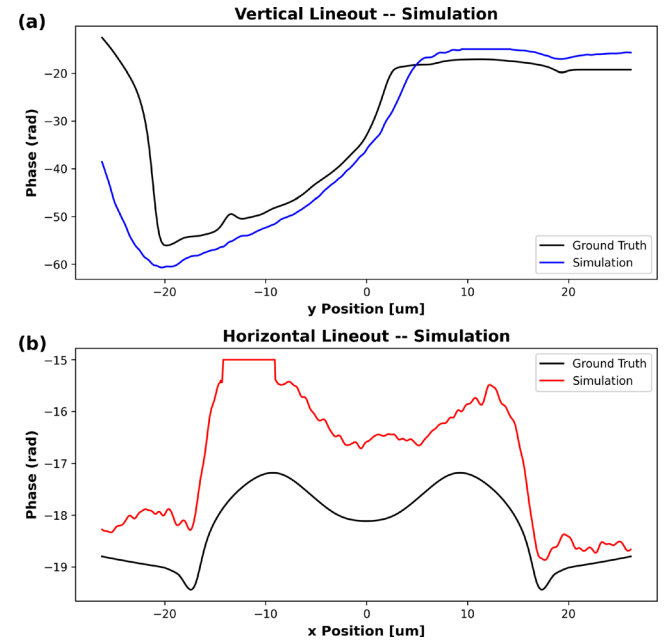 (a)
Vertical Lineout -- Simulation
Phase (rad)
−20
−30
−40
−50
−60
−20
−10
0
10
20
y Position [um]
Ground Truth
Simulation
(b)
Horizontal Lineout -- Simulation
Phase (rad)
−15
−16
−17
−18
−19
−20
−10
0
10
20
x Position [um]
Ground Truth
Simulation